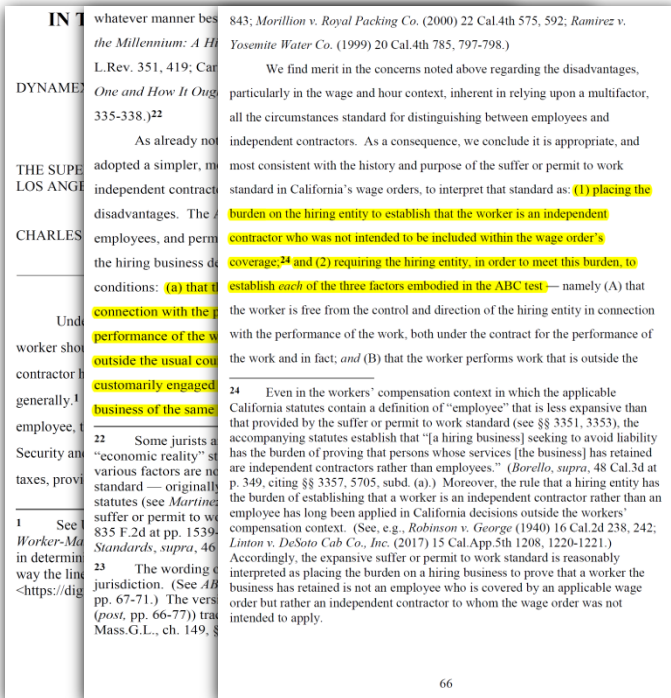 IN T
DYNAME
THE SUPE
LOS ANGE
CHARLES
Und
worker shou
contractor h
generally.1
employee, t
Security and
taxes, provi
1 See
Worker-Ma
in determin
way the line
<https://dig
whatever manner bes
the Millennium: A Hi
L.Rev. 351, 419; Car
One and How It Oug
335-338.)22
As already not
adopted a simpler, m
independent contract
disadvantages. The A
employees, and perm
the hiring business de
conditions: (a) that th
connection with the p
performance of the w
outside the usual cou
customarily engaged
business of the same
22 Some jurists a
“economic reality” st
various factors are no
standard — originally
statutes (see Martinez
suffer or permit to wo
835 F.2d at pp. 1539-
Standards, supra, 46
23 The wording o
jurisdiction. (See AB
pp. 67-71.) The versi
(post, pp. 66-77)) trac
Mass.G.L., ch. 149, §
843; Morillion v. Royal Packing Co. (2000) 22 Cal.4th 575, 592; Ramirez v.
Yosemite Water Co. (1999) 20 Cal.4th 785, 797-798.)
We find merit in the concerns noted above regarding the disadvantages,
particularly in the wage and hour context, inherent in relying upon a multifactor,
all the circumstances standard for distinguishing between employees and
independent contractors. As a consequence, we conclude it is appropriate, and
most consistent with the history and purpose of the suffer or permit to work
standard in California’s wage orders, to interpret that standard as: (1) placing the
burden on the hiring entity to establish that the worker is an independent
contractor who was not intended to be included within the wage order’s
coverage;24 and (2) requiring the hiring entity, in order to meet this burden, to
establish each of the three factors embodied in the ABC test — namely (A) that
the worker is free from the control and direction of the hiring entity in connection
with the performance of the work, both under the contract for the performance of
the work and in fact; and (B) that the worker performs work that is outside the
24 Even in the workers’ compensation context in which the applicable
California statutes contain a definition of “employee” that is less expansive than
that provided by the suffer or permit to work standard (see §§ 3351, 3353), the
accompanying statutes establish that “[a hiring business] seeking to avoid liability
has the burden of proving that persons whose services [the business] has retained
are independent contractors rather than employees.” (Borello, supra, 48 Cal.3d at
p. 349, citing §§ 3357, 5705, subd. (a).) Moreover, the rule that a hiring entity has
the burden of establishing that a worker is an independent contractor rather than an
employee has long been applied in California decisions outside the workers’
compensation context. (See, e.g., Robinson v. George (1940) 16 Cal.2d 238, 242;
Linton v. DeSoto Cab Co., Inc. (2017) 15 Cal.App.5th 1208, 1220-1221.)
Accordingly, the expansive suffer or permit to work standard is reasonably
interpreted as placing the burden on a hiring business to prove that a worker the
business has retained is not an employee who is covered by an applicable wage
order but rather an independent contractor to whom the wage order was not
intended to apply.
66